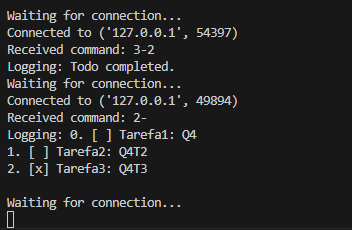 Waiting for connection...
Connected to ('127.0.0.1', 54397)
Received command: 3-2
Logging: Todo completed.
Waiting for connection...
Connected to ('127.0.0.1', 49894)
Received command: 2-
Logging: 0. [ ] Tarefa1: Q4
1. [ ] Tarefa2: Q4T2
2. [x] Tarefa3: Q4T3

Waiting for connection...